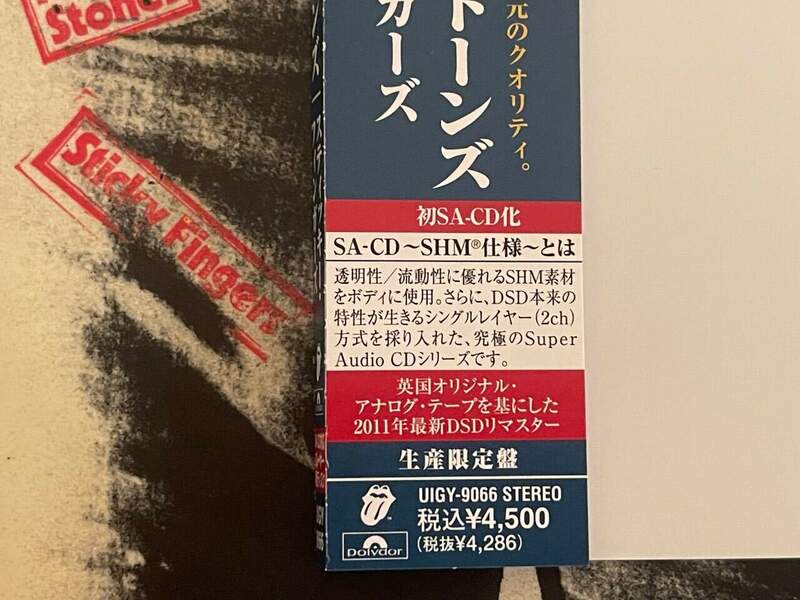 Stones
Sticky Fingers
元のクオリティ。
トーンズ
ガーズ
初SA-CD化
SA-CD～SHM®仕様～とは
透明性／流動性に優れるSHM素材
をボディに使用。さらに、DSD本来の
特性が生きるシングルレイヤー(2ch)
方式を採り入れた、究極のSuper
Audio CDシリーズです。
英国オリジナル・
アナログ・テープを基にした
2011年最新DSDリマスター
生産限定盤
UIGY-9066 STEREO
税込¥4,500
(税抜¥4,286)
Polydor